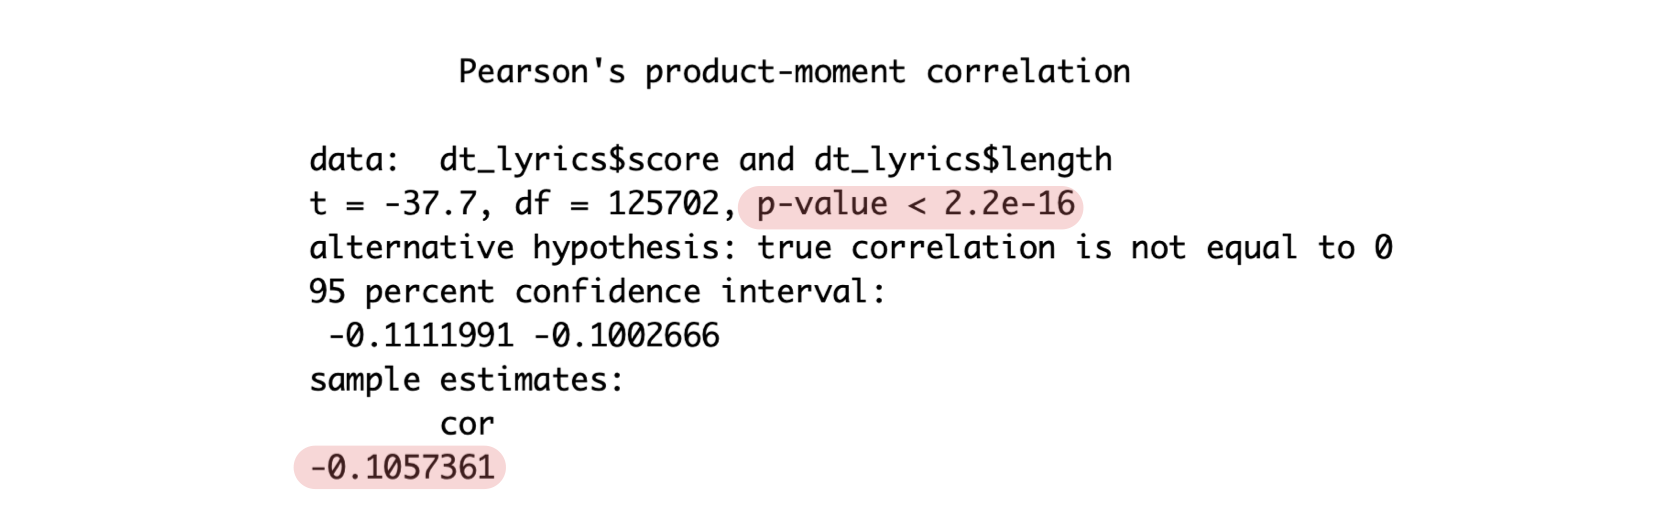 Pearson's product-moment correlation
data:  dt_lyrics$score and dt_lyrics$length
t = -37.7, df = 125702, p-value < 2.2e-16
alternative hypothesis: true correlation is not equal to 0
95 percent confidence interval:
-0.1111991 -0.1002666
sample estimates:
cor
-0.1057361